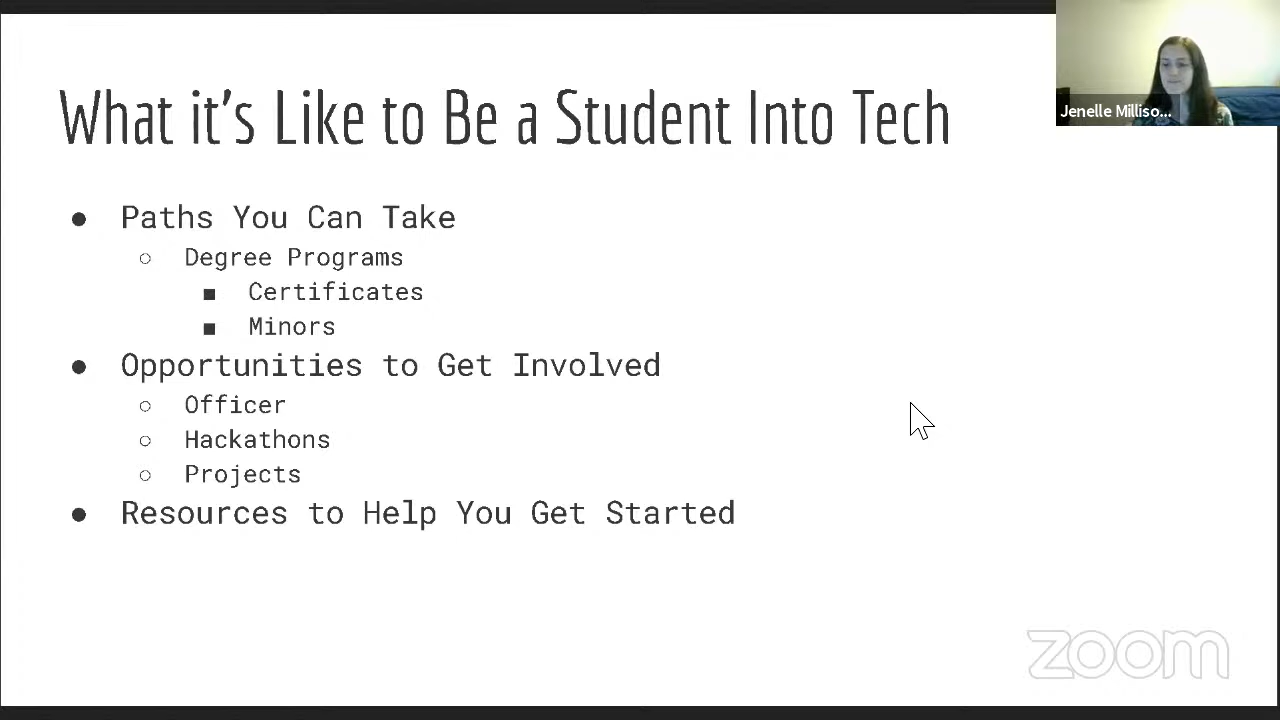 What it's Like to Be a Student Into Tech
Jenelle Milliso...
● Paths You Can Take
○ Degree Programs
■ Certificates
■ Minors
● Opportunities to Get Involved
○ Officer
○ Hackathons
○ Projects
● Resources to Help You Get Started
zoom